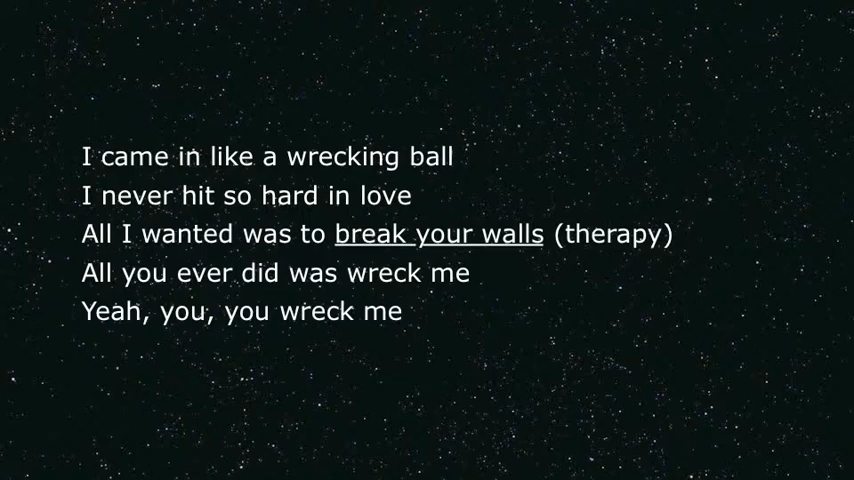 I came in like a wrecking ball
I never hit so hard in love
All I wanted was to break your walls (therapy)
All you ever did was wreck me
Yeah, you, you wreck me